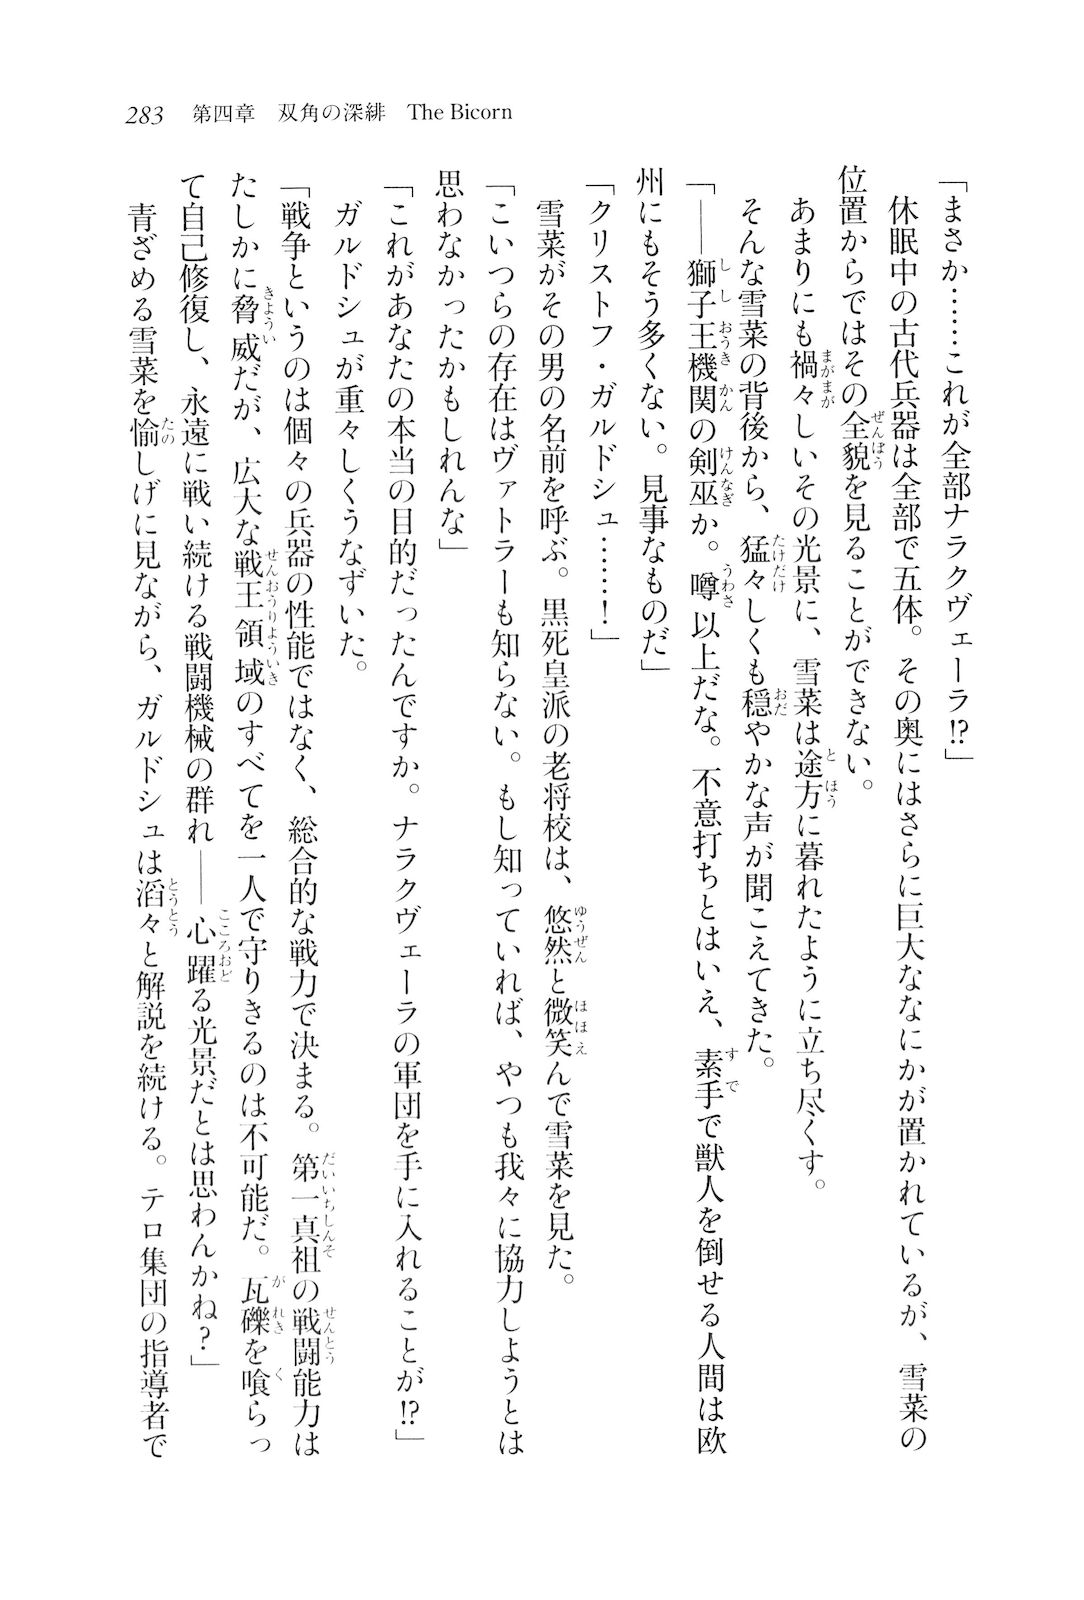 283　第四章　双角の深緋　The Bicorn
「まさか……これが全部ナラクヴェーラ!?」
　休眠中の古代兵器は全部で五体。その奥にはさらに巨大ななにかが置かれているが、雪菜の
位置からではその全貌を見ることができない。
　あまりにも禍々しいその光景に、雪菜は途方に暮れたように立ち尽くす。
　そんな雪菜の背後から、猛々しくも穏やかな声が聞こえてきた。
「――獅子王機関の剣巫か。噂以上だな。不意打ちとはいえ、素手で獣人を倒せる人間は欧
州にもそう多くない。見事なものだ」
「クリストフ・ガルドシュ……！」
　雪菜がその男の名前を呼ぶ。黒死皇派の老将校は、悠然と微笑んで雪菜を見た。
「こいつらの存在はヴァトラーも知らない。もし知っていれば、やつも我々に協力しようとは
思わなかったかもしれんな」
「これがあなたの本当の目的だったんですか。ナラクヴェーラの軍団を手に入れることが!?」
　ガルドシュが重々しくうなずいた。
「戦争というのは個々の兵器の性能ではなく、総合的な戦力で決まる。第一真祖の戦闘能力は
たしかに脅威だが、広大な戦王領域のすべてを一人で守りきるのは不可能だ。瓦礫を喰らっ
て自己修復し、永遠に戦い続ける戦闘機械の群れ――心躍る光景だとは思わんかね？」
　青ざめる雪菜を愉しげに見ながら、ガルドシュは滔々と解説を続ける。テロ集団の指導者で